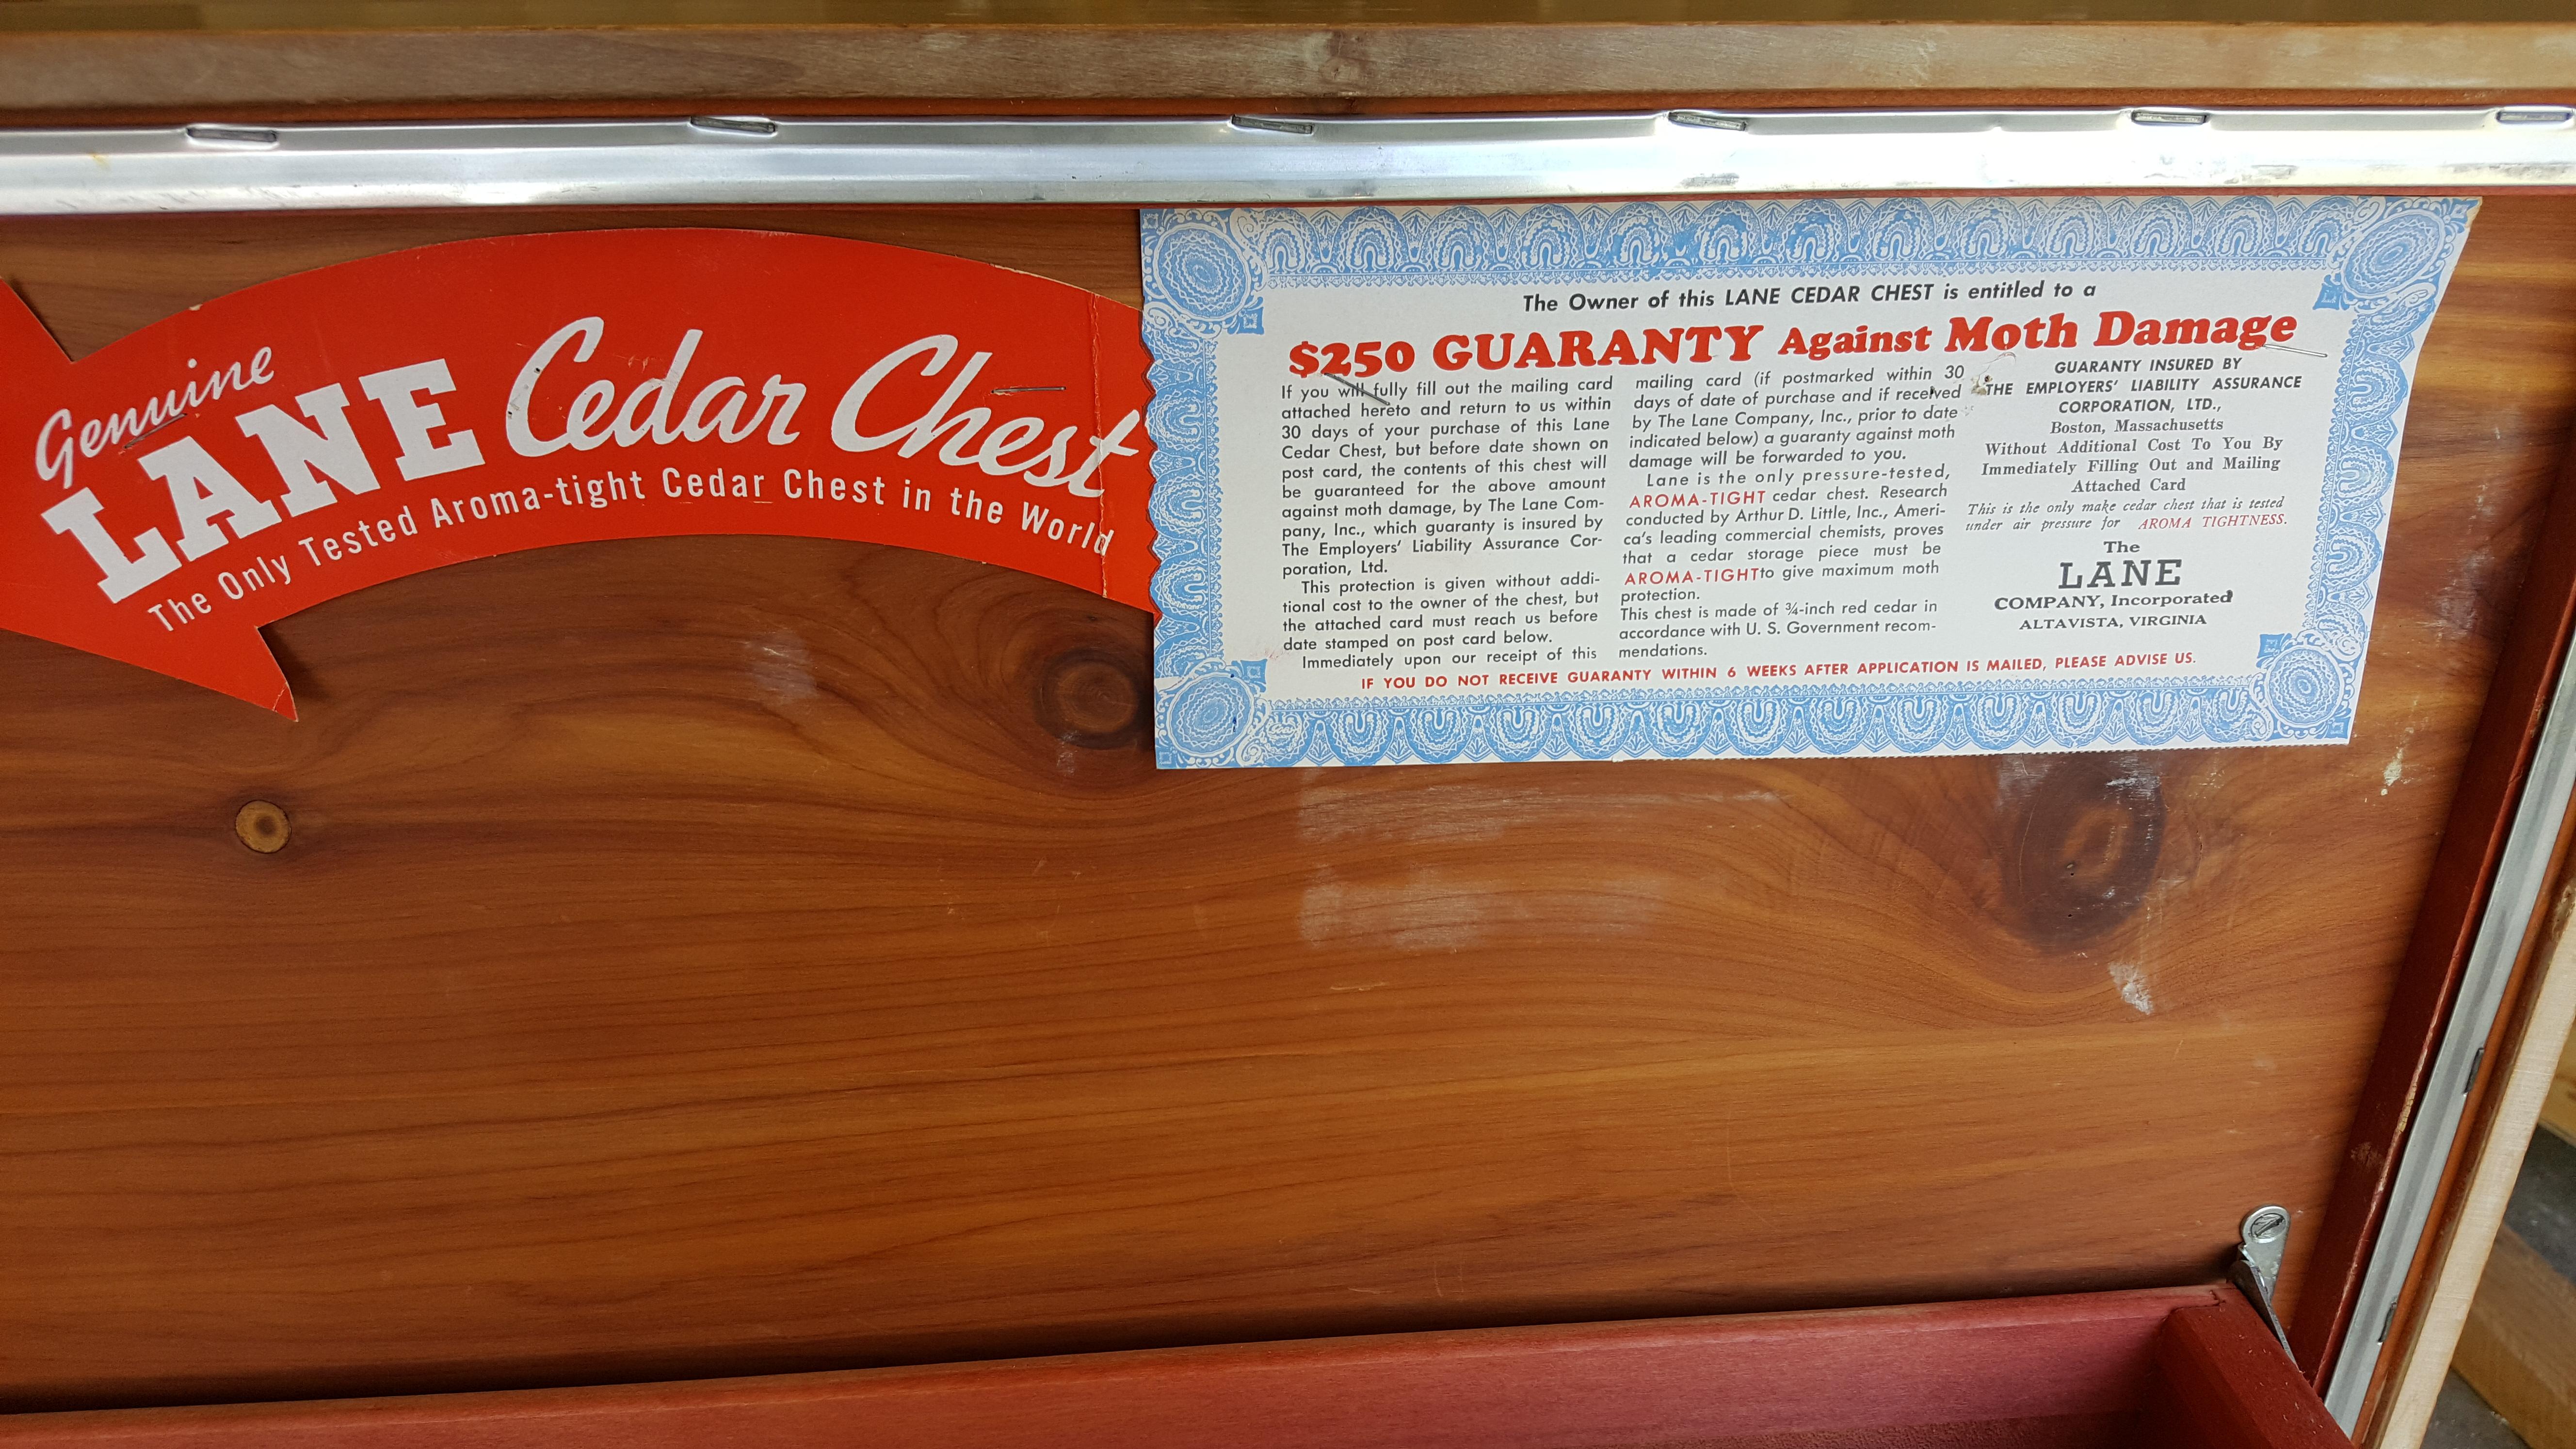 Genuine
LANE Cedar Chest
The Only Tested Aroma-tight Cedar Chest in the World
The Owner of this LANE CEDAR CHEST is entitled to a
$250 GUARANTY Against Moth Damage
If you will fully fill out the mailing card
attached hereto and return to us within
30 days of your purchase of this Lane
Cedar Chest, but before date shown on
post card, the contents of this chest will
be guaranteed for the above amount
against moth damage, by The Lane Com-
pany, Inc., which guaranty is insured by
The Employers' Liability Assurance Cor-
poration, Ltd.
This protection is given without addi-
tional cost to the owner of the chest, but
the attached card must reach us before
date stamped on post card below.
Immediately upon our receipt of this
mailing card (if postmarked within 30
days of date of purchase and if received
by The Lane Company, Inc., prior to date
indicated below) a guaranty against moth
damage will be forwarded to you.
Lane is the only pressure-tested,
AROMA-TIGHT cedar chest. Research
conducted by Arthur D. Little, Inc., Ameri-
ca's leading commercial chemists, proves
that a cedar storage piece must be
AROMA-TIGHT to give maximum moth
protection.
This chest is made of ¾-inch red cedar in
accordance with U. S. Government recom-
mendations.
GUARANTY INSURED BY
THE EMPLOYERS' LIABILITY ASSURANCE
CORPORATION, LTD.,
Boston, Massachusetts
Without Additional Cost To You By
Immediately Filling Out and Mailing
Attached Card
This is the only make cedar chest that is tested
under air pressure for AROMA TIGHTNESS.
The
LANE
COMPANY, Incorporated
ALTAVISTA, VIRGINIA
IF YOU DO NOT RECEIVE GUARANTY WITHIN 6 WEEKS AFTER APPLICATION IS MAILED, PLEASE ADVISE US.